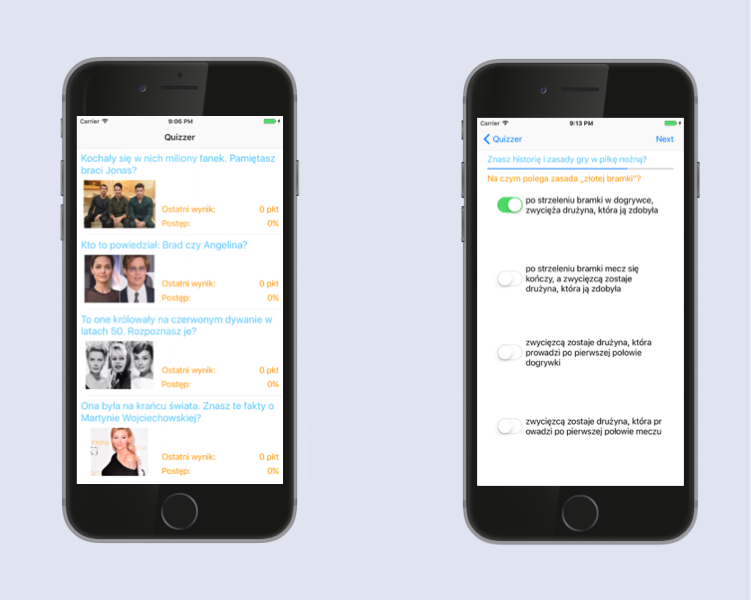 Carrier
9:06 PM
Quizzer
Kochały się w nich miliony fanek. Pamiętasz
braci Jonas?
Ostatni wynik: 0 pkt
Postęp: 0%
Kto to powiedział: Brad czy Angelina?
Ostatni wynik: 0 pkt
Postęp: 0%
To one królowały na czerwonym dywanie w
latach 50. Rozpoznasz je?
Ostatni wynik: 0 pkt
Postęp: 0%
Ona była na krańcu świata. Znasz te fakty o
Martynie Wojciechowskiej?
Ostatni wynik: 0 pkt
Postęp: 0%
Carrier
9:13 PM
Quizzer Next
Znasz historię i zasady gry w piłkę nożną?
Na czym polega zasada „złotej bramki"?
po strzeleniu bramki w dogrywce,
zwycięża drużyna, która ją zdobyła
po strzeleniu bramki mecz się
kończy, a zwycięzcą zostaje
drużyna, która ją zdobyła
zwycięzcą zostaje drużyna, która
prowadzi po pierwszej połowie
dogrywki
zwycięzcą zostaje drużyna, która pr
owadzi po pierwszej połowie meczu